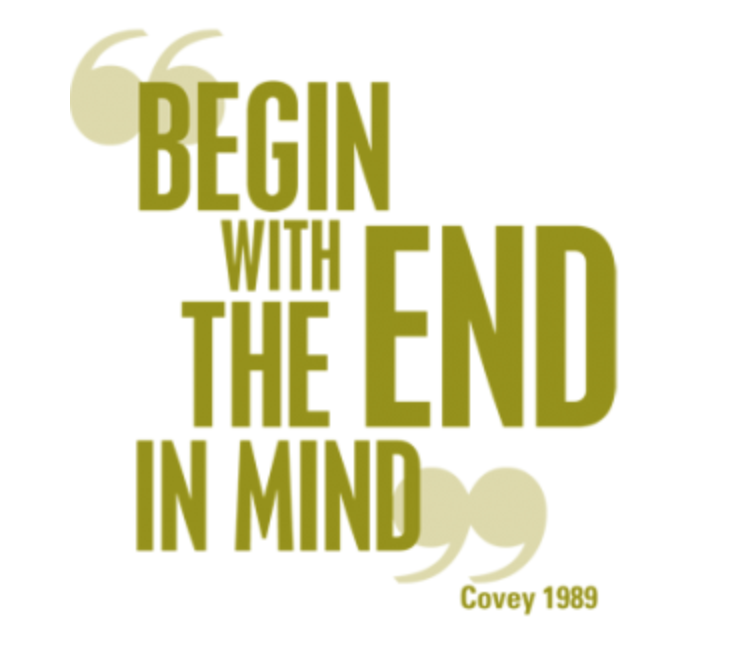 “BEGIN
WITH
THE END
IN MIND”
Covey 1989